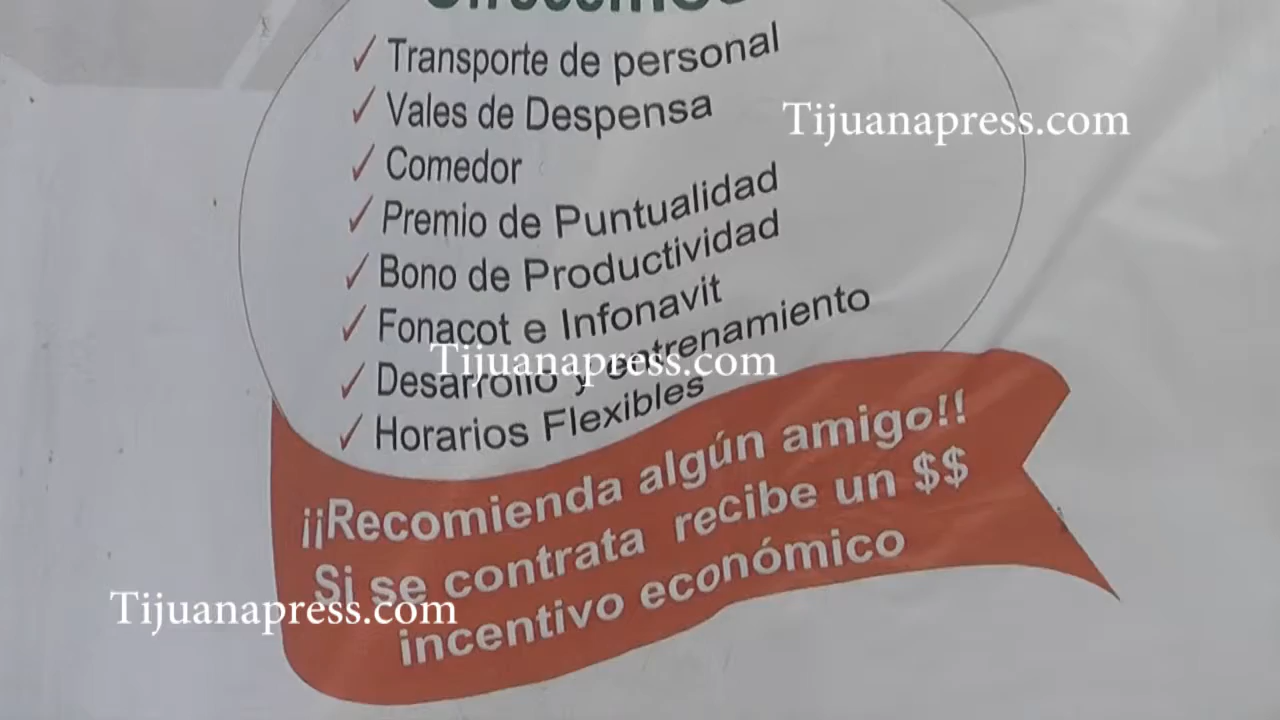 Ofrecemos
✓ Transporte de personal
✓ Vales de Despensa
Tijuanapress.com
✓ Comedor
✓ Premio de Puntualidad
✓ Bono de Productividad
✓ Fonacot e Infonavit
Tijuanapress.com
✓ Desarrollo y entrenamiento
✓ Horarios Flexibles
¡¡Recomienda algún amigo!!
Si se contrata recibe un $$
Tijuanapress.com
incentivo económico